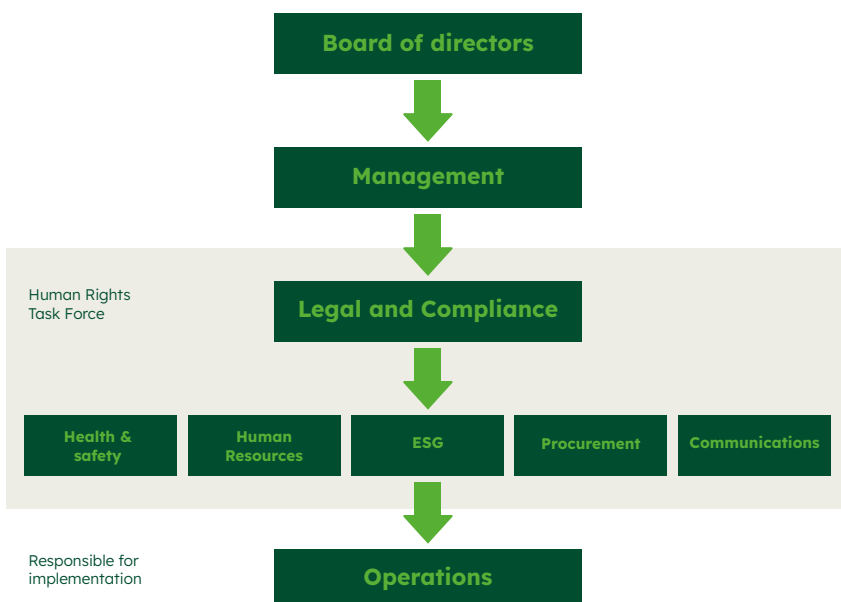 Board of directors
Management
Human Rights
Task Force
Legal and Compliance
Health &
safety
Human
Resources
ESG
Procurement
Communications
Responsible for
implementation
Operations